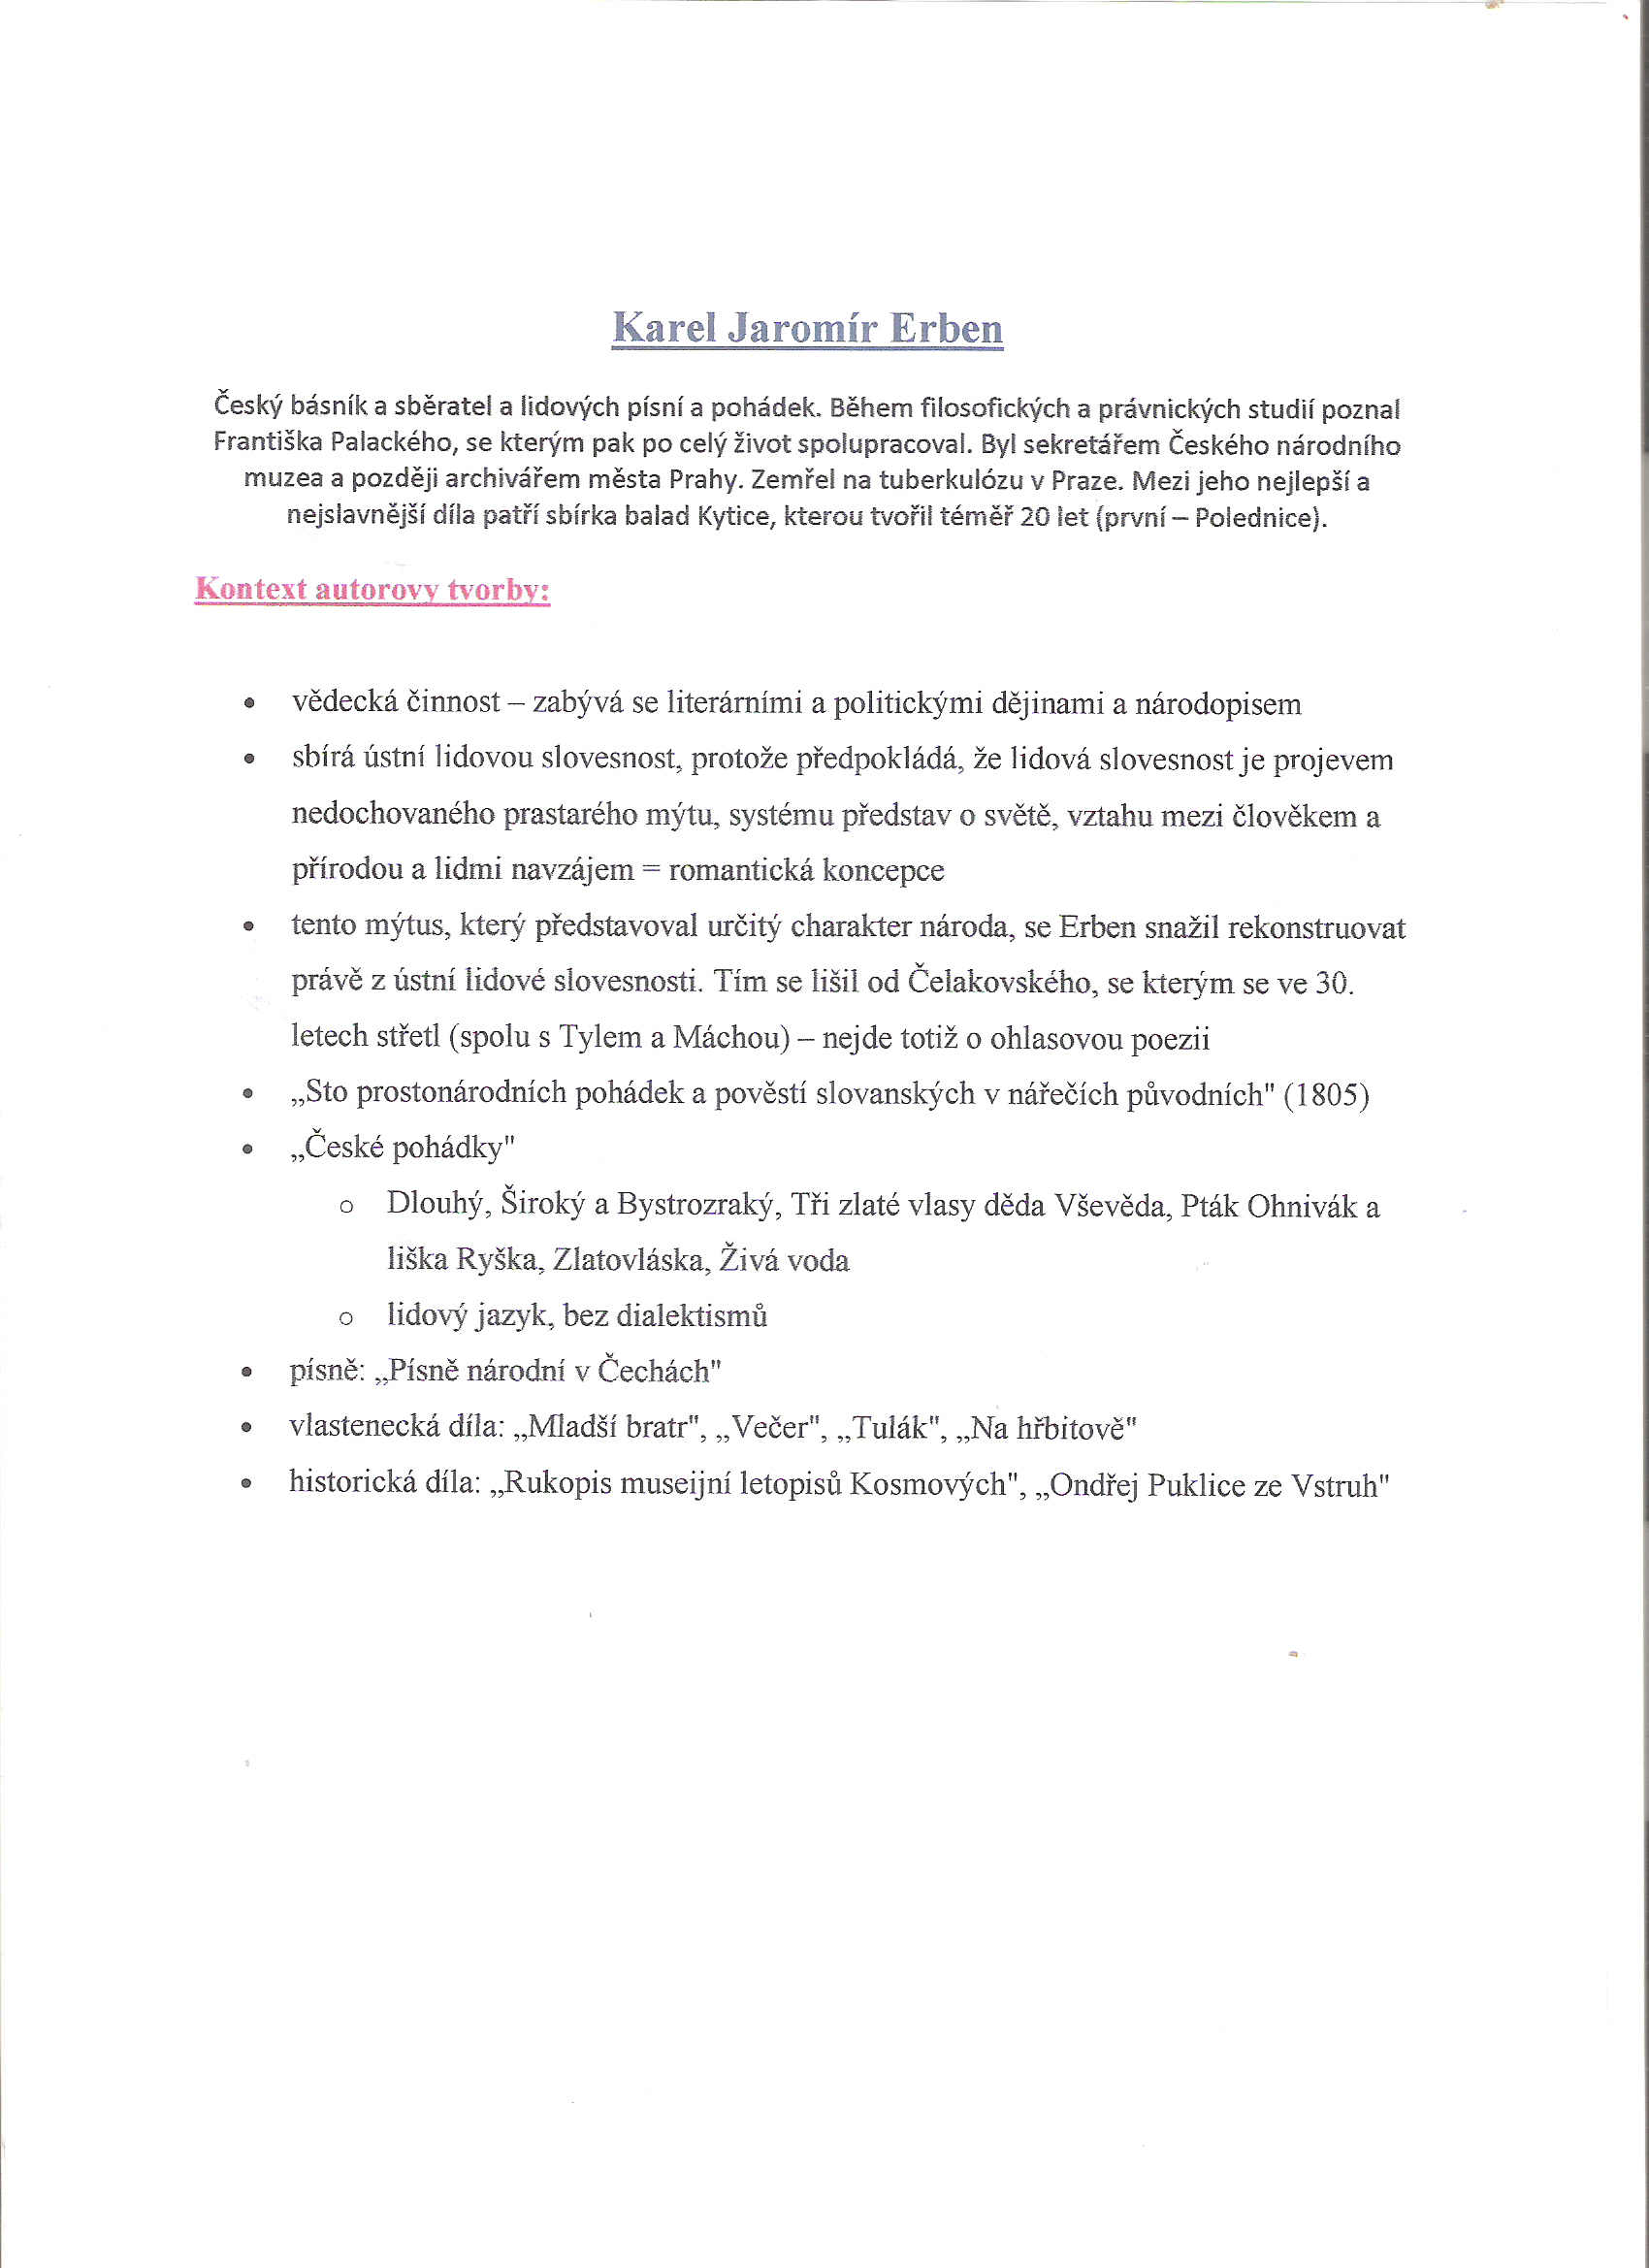 Karel Jaromír Erben
Český básník a sběratel a lidových písní a pohádek. Během filosofických a právnických studií poznal
Františka Palackého, se kterým pak po celý život spolupracoval. Byl sekretářem Českého národního
muzea a později archivářem města Prahy. Zemřel na tuberkulózu v Praze. Mezi jeho nejlepší a
nejslavnější díla patří sbírka balad Kytice, kterou tvořil téměř 20 let (první – Polednice).
Kontext autorovy tvorby:
• vědecká činnost – zabývá se literárními a politickými dějinami a národopisem
• sbírá ústní lidovou slovesnost, protože předpokládá, že lidová slovesnost je projevem
nedochovaného prastarého mýtu, systému představ o světě, vztahu mezi člověkem a
přírodou a lidmi navzájem = romantická koncepce
• tento mýtus, který představoval určitý charakter národa, se Erben snažil rekonstruovat
právě z ústní lidové slovesnosti. Tím se lišil od Čelakovského, se kterým se ve 30.
letech střetl (spolu s Tylem a Máchou) – nejde totiž o ohlasovou poezii
• „Sto prostonárodních pohádek a pověstí slovanských v nářečích původních" (1805)
• „České pohádky"
o Dlouhý, Široký a Bystrozraký, Tři zlaté vlasy děda Vševěda, Pták Ohnivák a
liška Ryška, Zlatovláska, Živá voda
o lidový jazyk, bez dialektismů
• písně: „Písně národní v Čechách"
• vlastenecká díla: „Mladší bratr", „Večer", „Tulák", „Na hřbitově"
• historická díla: „Rukopis museijní letopisů Kosmových", „Ondřej Puklice ze Vstruh"